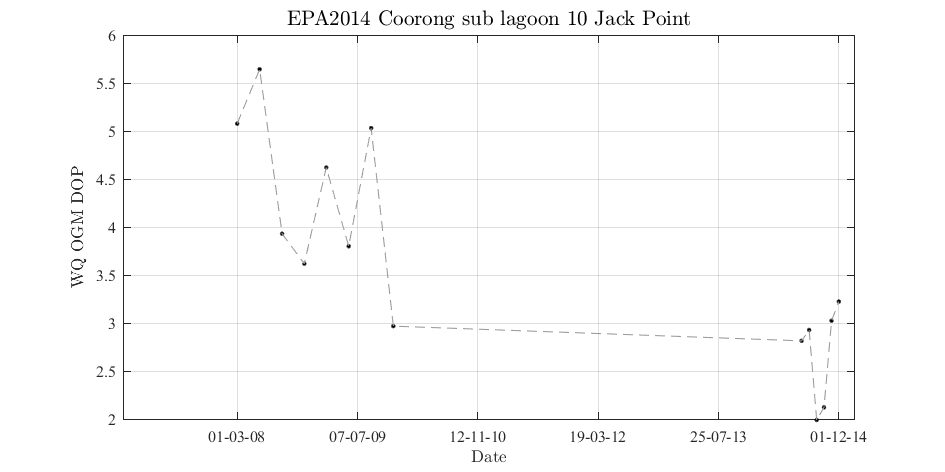 EPA2014 Coorong sub lagoon 10 Jack Point
6
5.5
5
4.5
4
3.5
3
2.5
2
WQ OGM DOP
01-03-08 07-07-09 12-11-10 19-03-12 25-07-13 01-12-14
Date